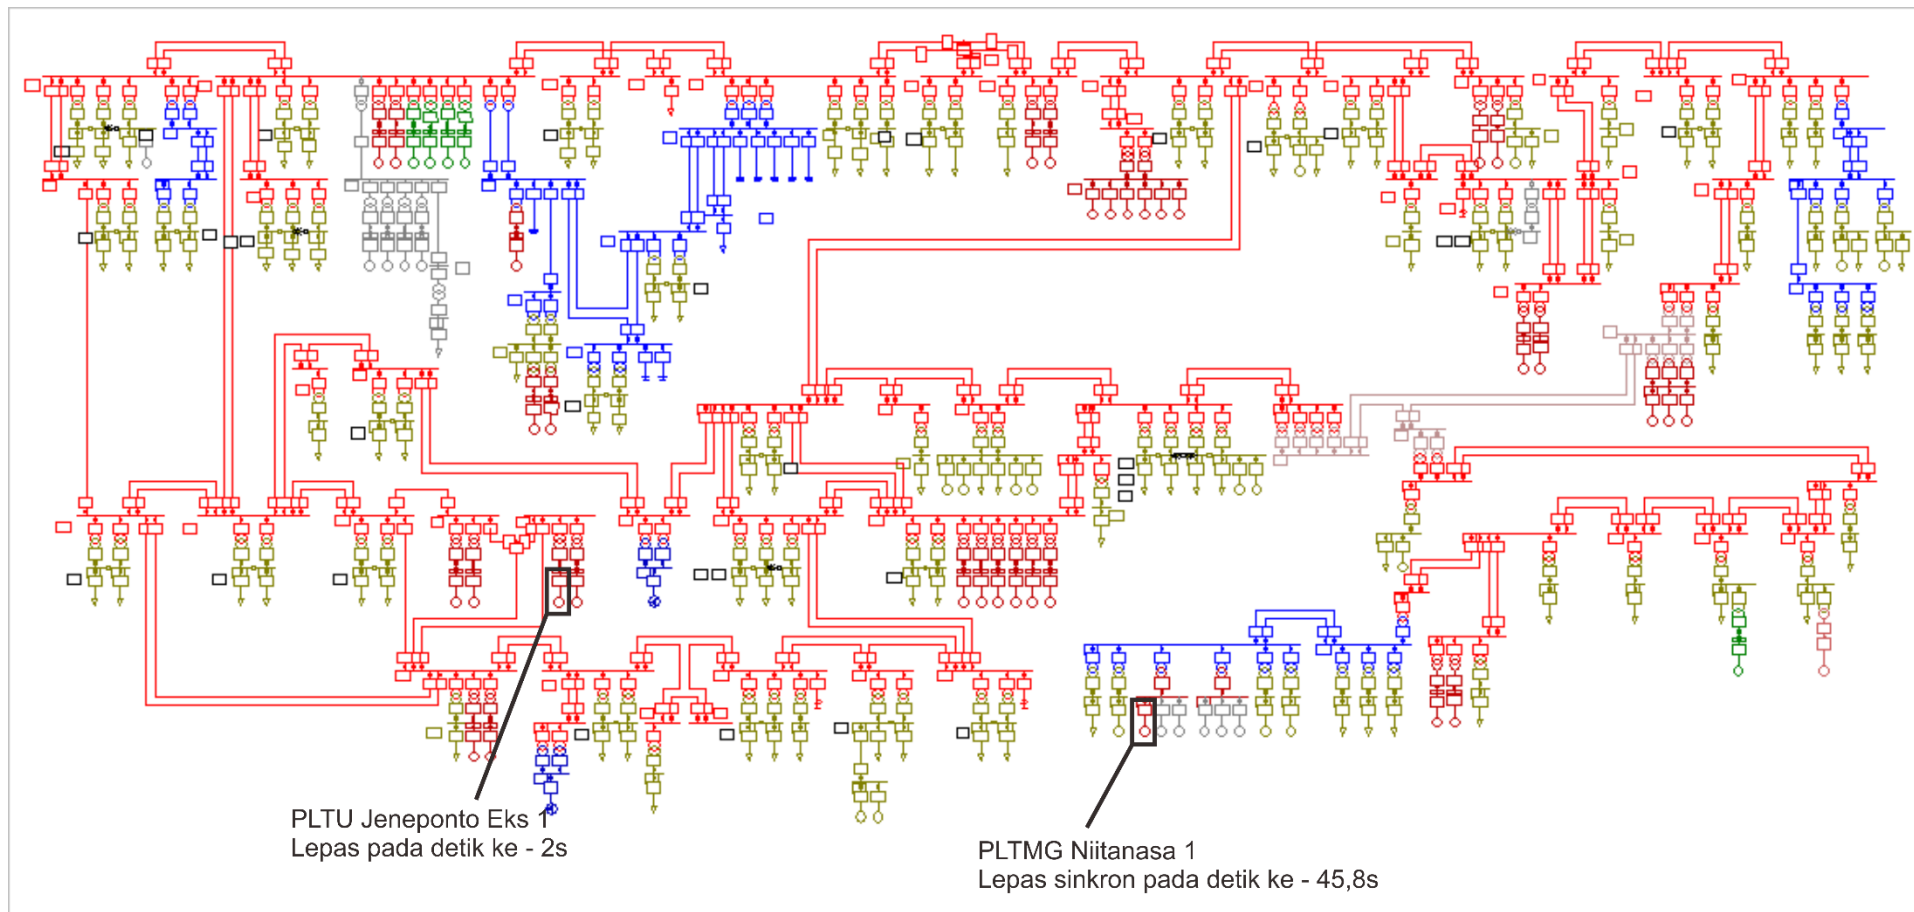 PLTU Jeneponto Eks 1
Lepas pada detik ke - 2s
PLTMG Niitanasa 1
Lepas sinkron pada detik ke - 45,8s